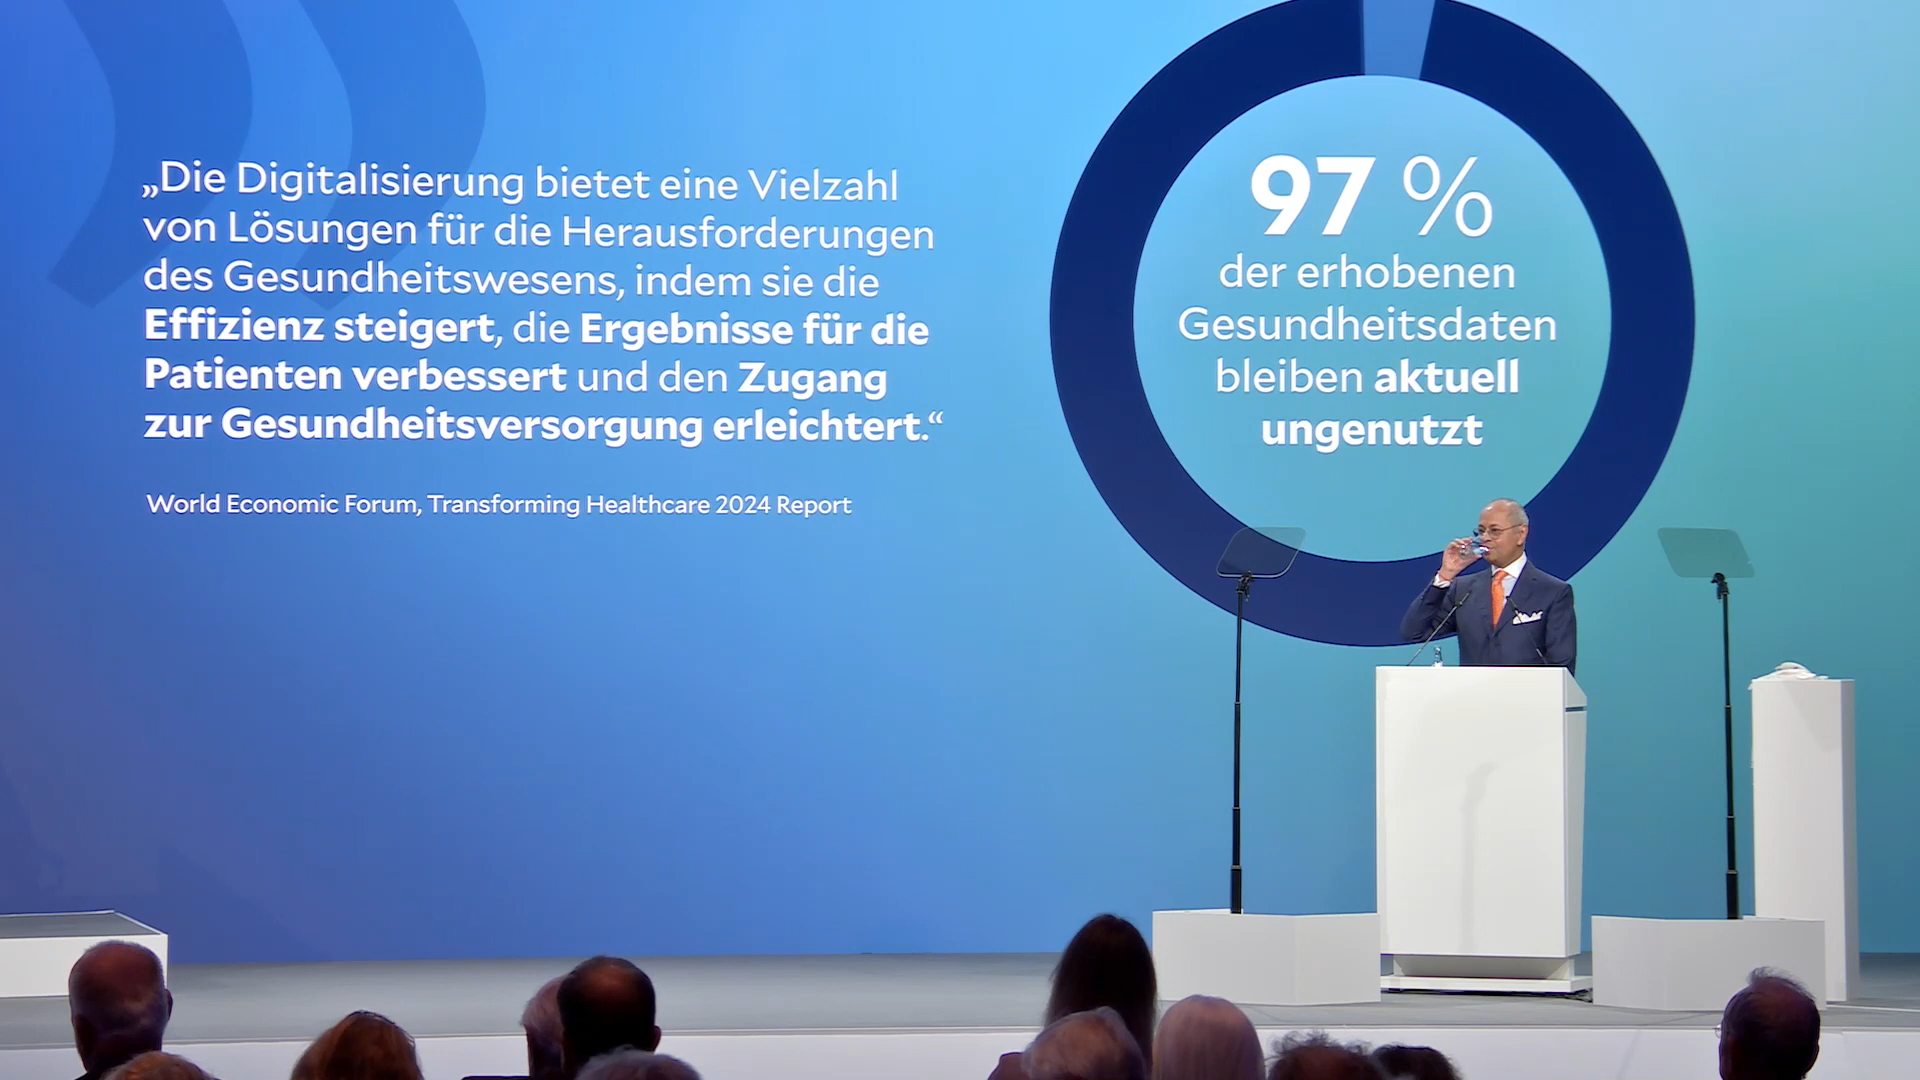 „Die Digitalisierung bietet eine Vielzahl
von Lösungen für die Herausforderungen
des Gesundheitswesens, indem sie die
Effizienz steigert, die Ergebnisse für die
Patienten verbessert und den Zugang
zur Gesundheitsversorgung erleichtert.“
World Economic Forum, Transforming Healthcare 2024 Report
97 %
der erhobenen
Gesundheitsdaten
bleiben aktuell
ungenutzt